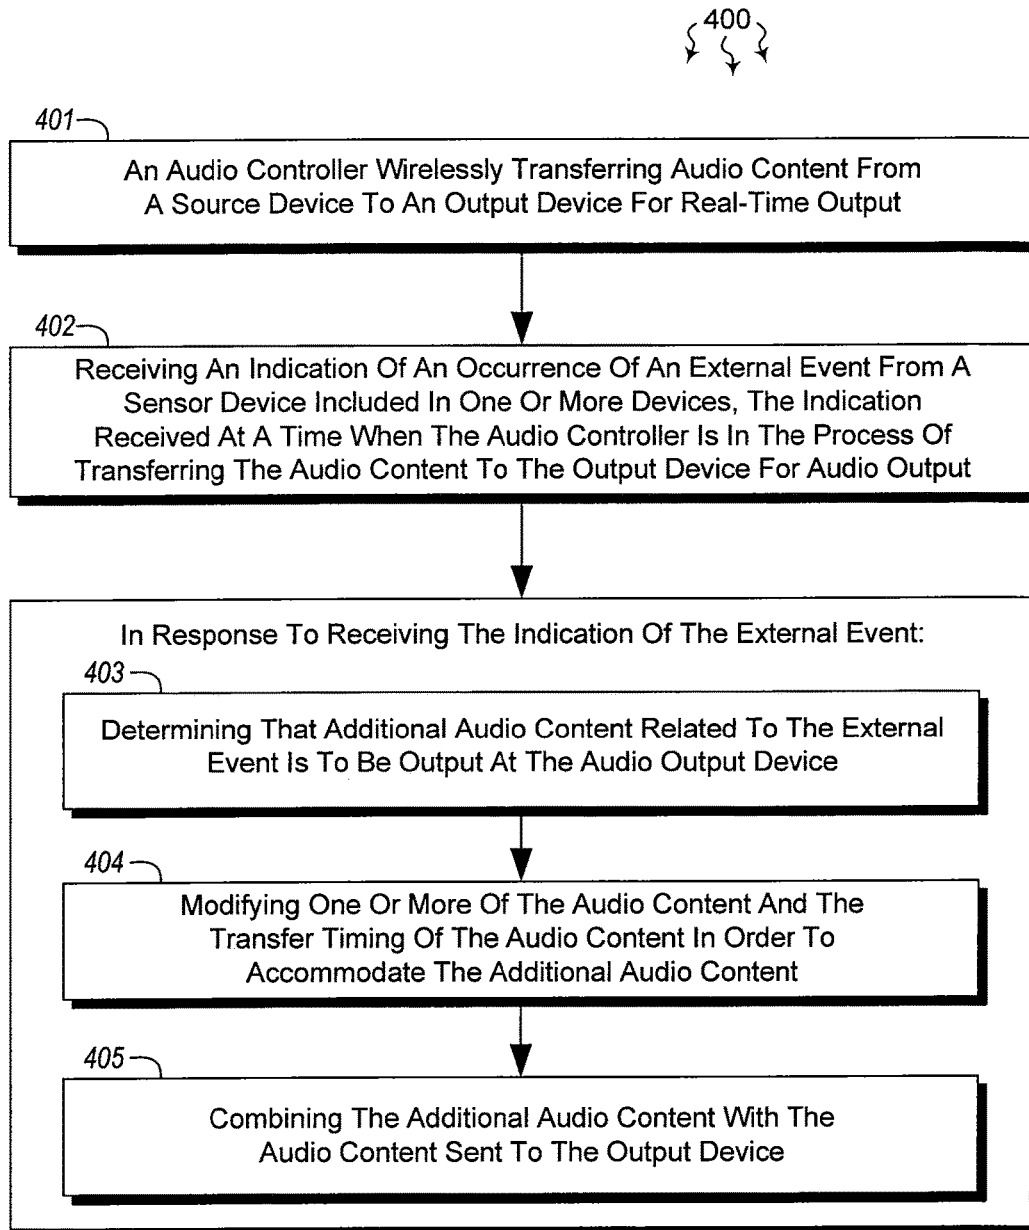 400
401
An Audio Controller Wirelessly Transferring Audio Content From
A Source Device To An Output Device For Real-Time Output
402
Receiving An Indication Of An Occurrence Of An External Event From A
Sensor Device Included In One Or More Devices, The Indication
Received At A Time When The Audio Controller Is In The Process Of
Transferring The Audio Content To The Output Device For Audio Output
In Response To Receiving The Indication Of The External Event:
403
Determining That Additional Audio Content Related To The External
Event Is To Be Output At The Audio Output Device
404
Modifying One Or More Of The Audio Content And The
Transfer Timing Of The Audio Content In Order To
Accommodate The Additional Audio Content
405
Combining The Additional Audio Content With The
Audio Content Sent To The Output Device